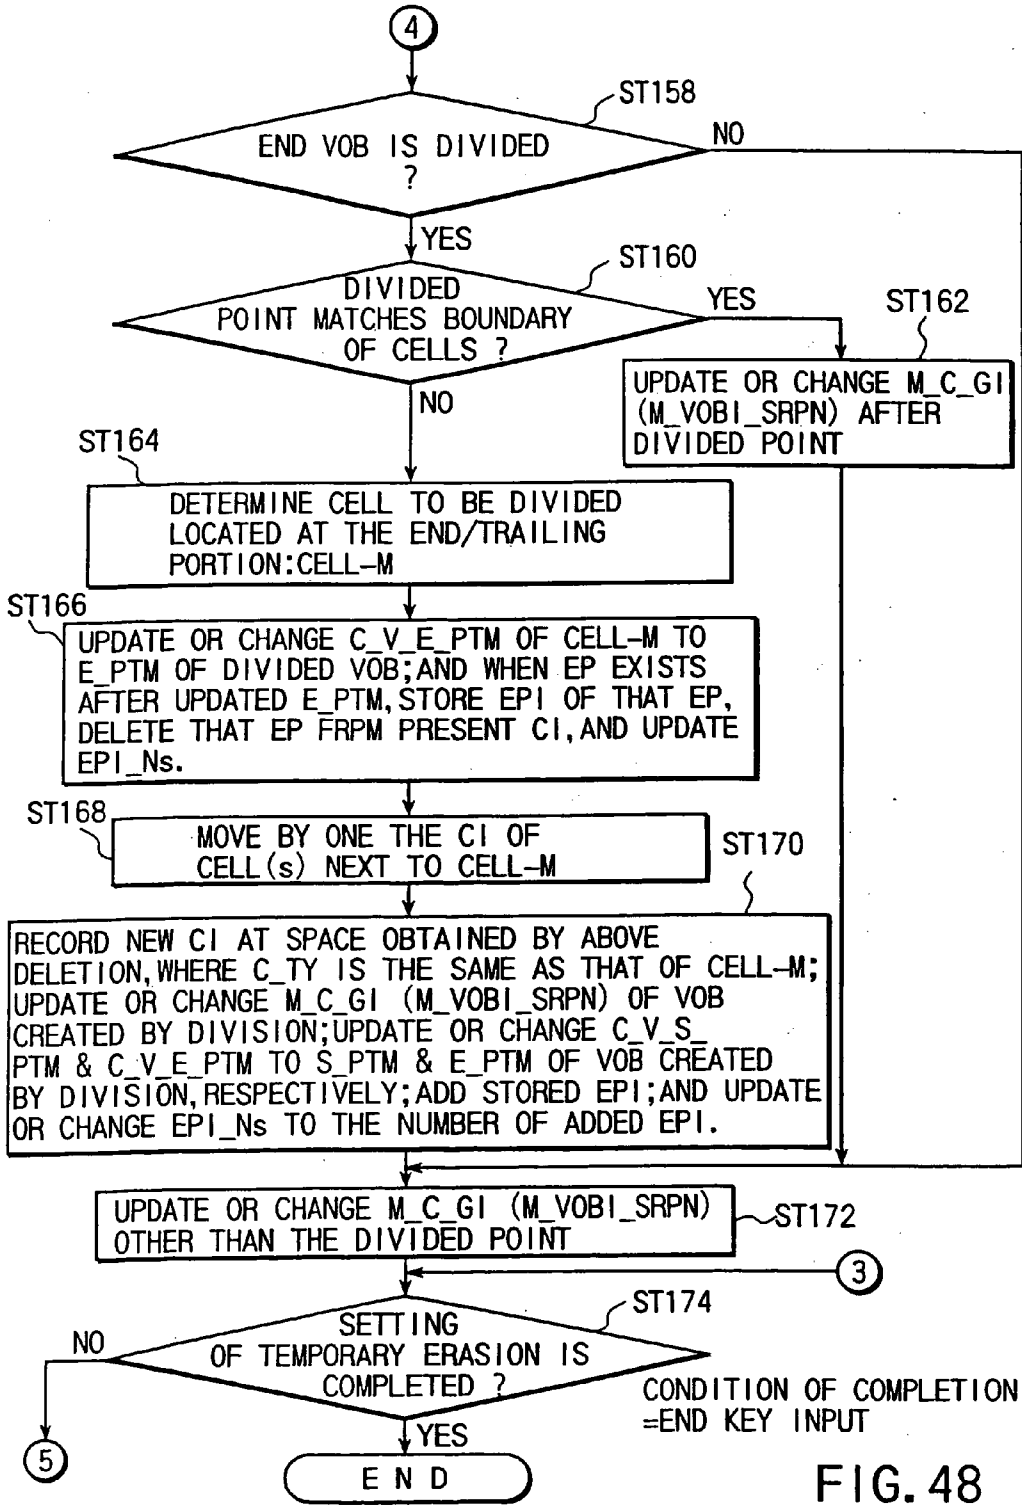 4
ST158
END VOB IS DIVIDED
?
NO
YES
ST160
DIVIDED
POINT MATCHES BOUNDARY
OF CELLS ?
YES
ST162
UPDATE OR CHANGE M_C_GI
(M_VOBI_SRPN) AFTER
DIVIDED POINT
NO
ST164
DETERMINE CELL TO BE DIVIDED
LOCATED AT THE END/TRAILING
PORTION:CELL-M
ST166
UPDATE OR CHANGE C_V_E_PTM OF CELL-M TO
E_PTM OF DIVIDED VOB;AND WHEN EP EXISTS
AFTER UPDATED E_PTM,STORE EPI OF THAT EP,
DELETE THAT EP FRPM PRESENT CI,AND UPDATE
EPI_Ns.
ST168
MOVE BY ONE THE CI OF
CELL(s) NEXT TO CELL-M
ST170
RECORD NEW CI AT SPACE OBTAINED BY ABOVE
DELETION,WHERE C_TY IS THE SAME AS THAT OF CELL-M;
UPDATE OR CHANGE M_C_GI (M_VOBI_SRPN) OF VOB
CREATED BY DIVISION;UPDATE OR CHANGE C_V_S_
PTM & C_V_E_PTM TO S_PTM & E_PTM OF VOB CREATED
BY DIVISION,RESPECTIVELY;ADD STORED EPI;AND UPDATE
OR CHANGE EPI_Ns TO THE NUMBER OF ADDED EPI.
UPDATE OR CHANGE M_C_GI (M_VOBI_SRPN)
OTHER THAN THE DIVIDED POINT
ST172
3
ST174
SETTING
OF TEMPORARY ERASION IS
COMPLETED ?
NO
CONDITION OF COMPLETION
=END KEY INPUT
YES
5
END
FIG. 48